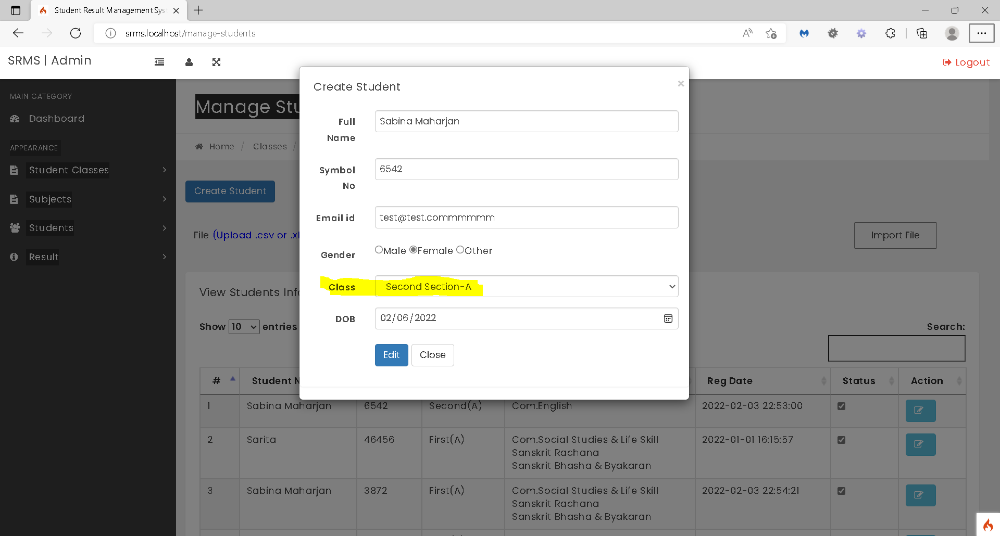 Student Result Management Syst
srms.localhost/manage-students
SRMS | Admin
Logout
MAIN CATEGORY
Dashboard
APPEARANCE
Student Classes
Subjects
Students
Result
Manage Stu
Home / Classes /
Create Student
File (Upload .csv or .xl
Import File
Create Student
×
Full Name
Sabina Maharjan
Symbol No
6542
Email id
test@test.commmmmm
Gender
Male Female Other
Class
Second Section-A
DOB
02/06/2022
Edit Close
View Students Inf
Show 10 entries
Search:
# Student N Reg Date Status Action
1 Sabina Maharjan 6542 Second(A) Com.English 2022-02-03 22:53:00
2 Sarita 46456 First(A) Com.Social Studies & Life Skill 2022-01-01 16:15:57
Sanskrit Rachana
Sanskrit Bhasha & Byakaran
3 Sabina Maharjan 3872 First(A) Com.Social Studies & Life Skill 2022-02-03 22:54:21
Sanskrit Rachana
Sanskrit Bhasha & Byakaran